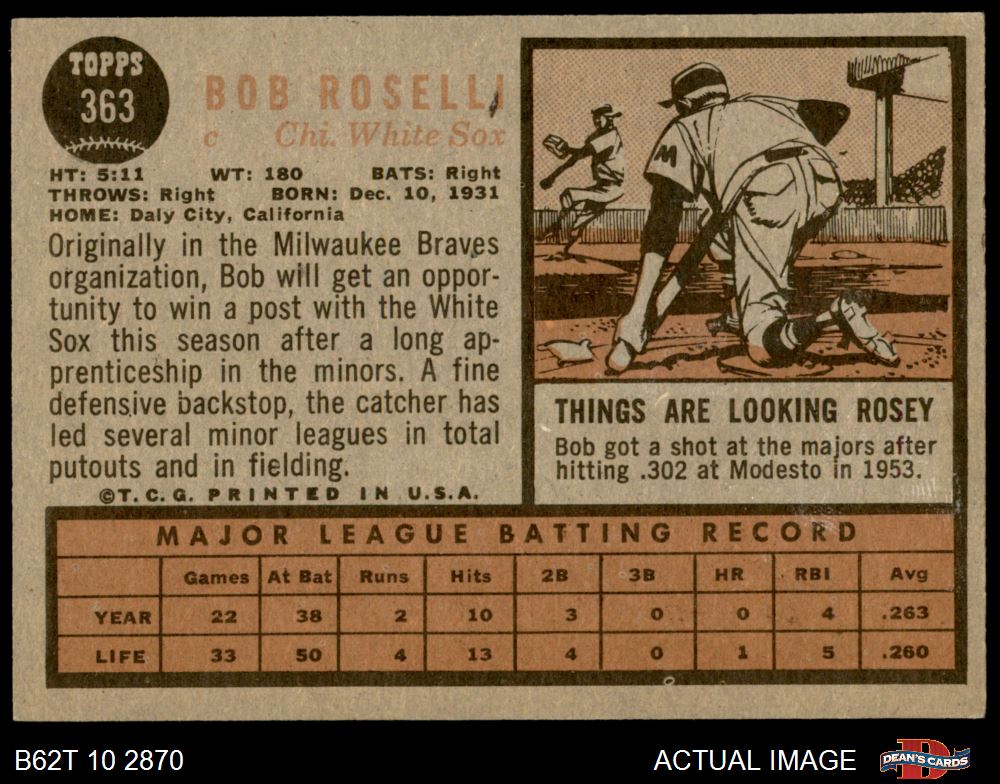 TOPPS
363
BOB ROSELLI
c Chi. White Sox
HT: 5:11 WT: 180 BATS: Right
THROWS: Right BORN: Dec. 10, 1931
HOME: Daly City, California
Originally in the Milwaukee Braves
organization, Bob will get an oppor-
tunity to win a post with the White
Sox this season after a long ap-
prenticeship in the minors. A fine
defensive backstop, the catcher has
led several minor leagues in total
putouts and in fielding.
©T. C. G. PRINTED IN U.S.A.
M
THINGS ARE LOOKING ROSEY
Bob got a shot at the majors after
hitting .302 at Modesto in 1953.
MAJOR LEAGUE BATTING RECORD
Games At Bat Runs Hits 2B 3B HR RBI Avg
YEAR 22 38 2 10 3 0 0 4 .263
LIFE 33 50 4 13 4 0 1 5 .260
B62T 10 2870 ACTUAL IMAGE D DEAN'S CARDS